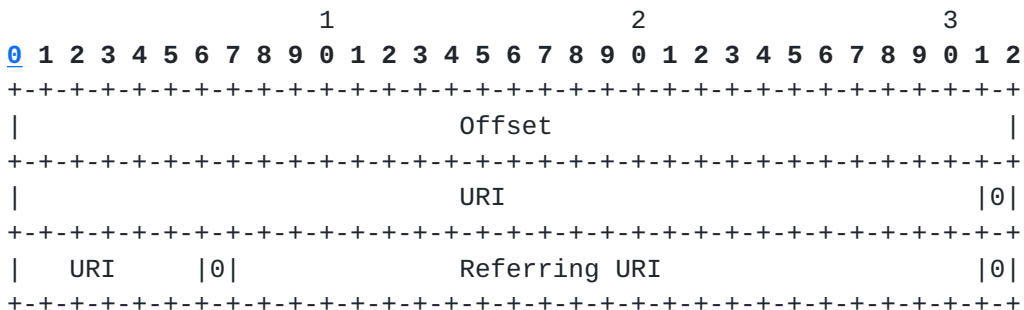 1                   2                   3
0 1 2 3 4 5 6 7 8 9 0 1 2 3 4 5 6 7 8 9 0 1 2 3 4 5 6 7 8 9 0 1 2
+-+-+-+-+-+-+-+-+-+-+-+-+-+-+-+-+-+-+-+-+-+-+-+-+-+-+-+-+-+-+-+-+
|                            Offset                             |
+-+-+-+-+-+-+-+-+-+-+-+-+-+-+-+-+-+-+-+-+-+-+-+-+-+-+-+-+-+-+-+-+
|                            URI                              |0|
+-+-+-+-+-+-+-+-+-+-+-+-+-+-+-+-+-+-+-+-+-+-+-+-+-+-+-+-+-+-+-+-+
|   URI     |0|              Referring URI                    |0|
+-+-+-+-+-+-+-+-+-+-+-+-+-+-+-+-+-+-+-+-+-+-+-+-+-+-+-+-+-+-+-+-+